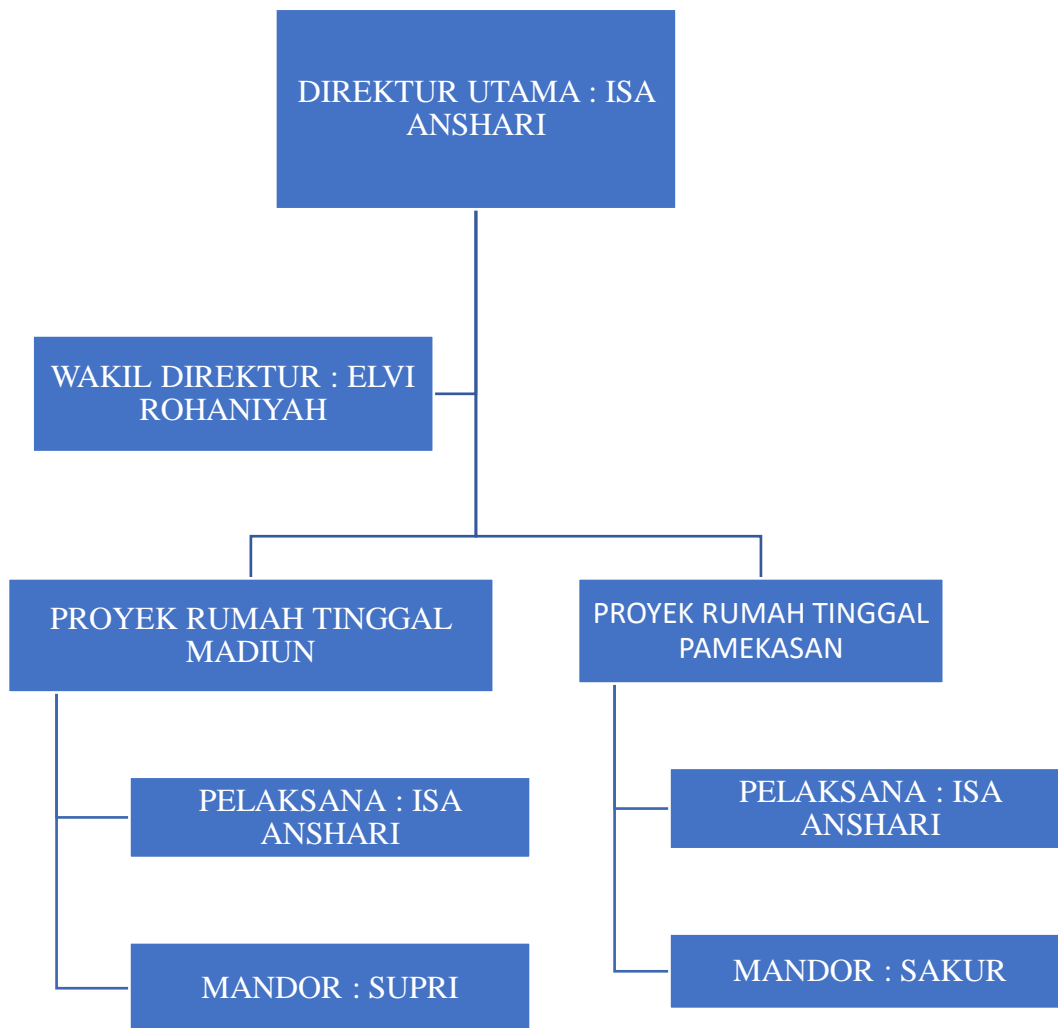 DIREKTUR UTAMA : ISA
ANSHARI
WAKIL DIREKTUR : ELVI
ROHANIYAH
PROYEK RUMAH TINGGAL
MADIUN
PROYEK RUMAH TINGGAL
PAMEKASAN
PELAKSANA : ISA
ANSHARI
PELAKSANA : ISA
ANSHARI
MANDOR : SUPRI
MANDOR : SAKUR